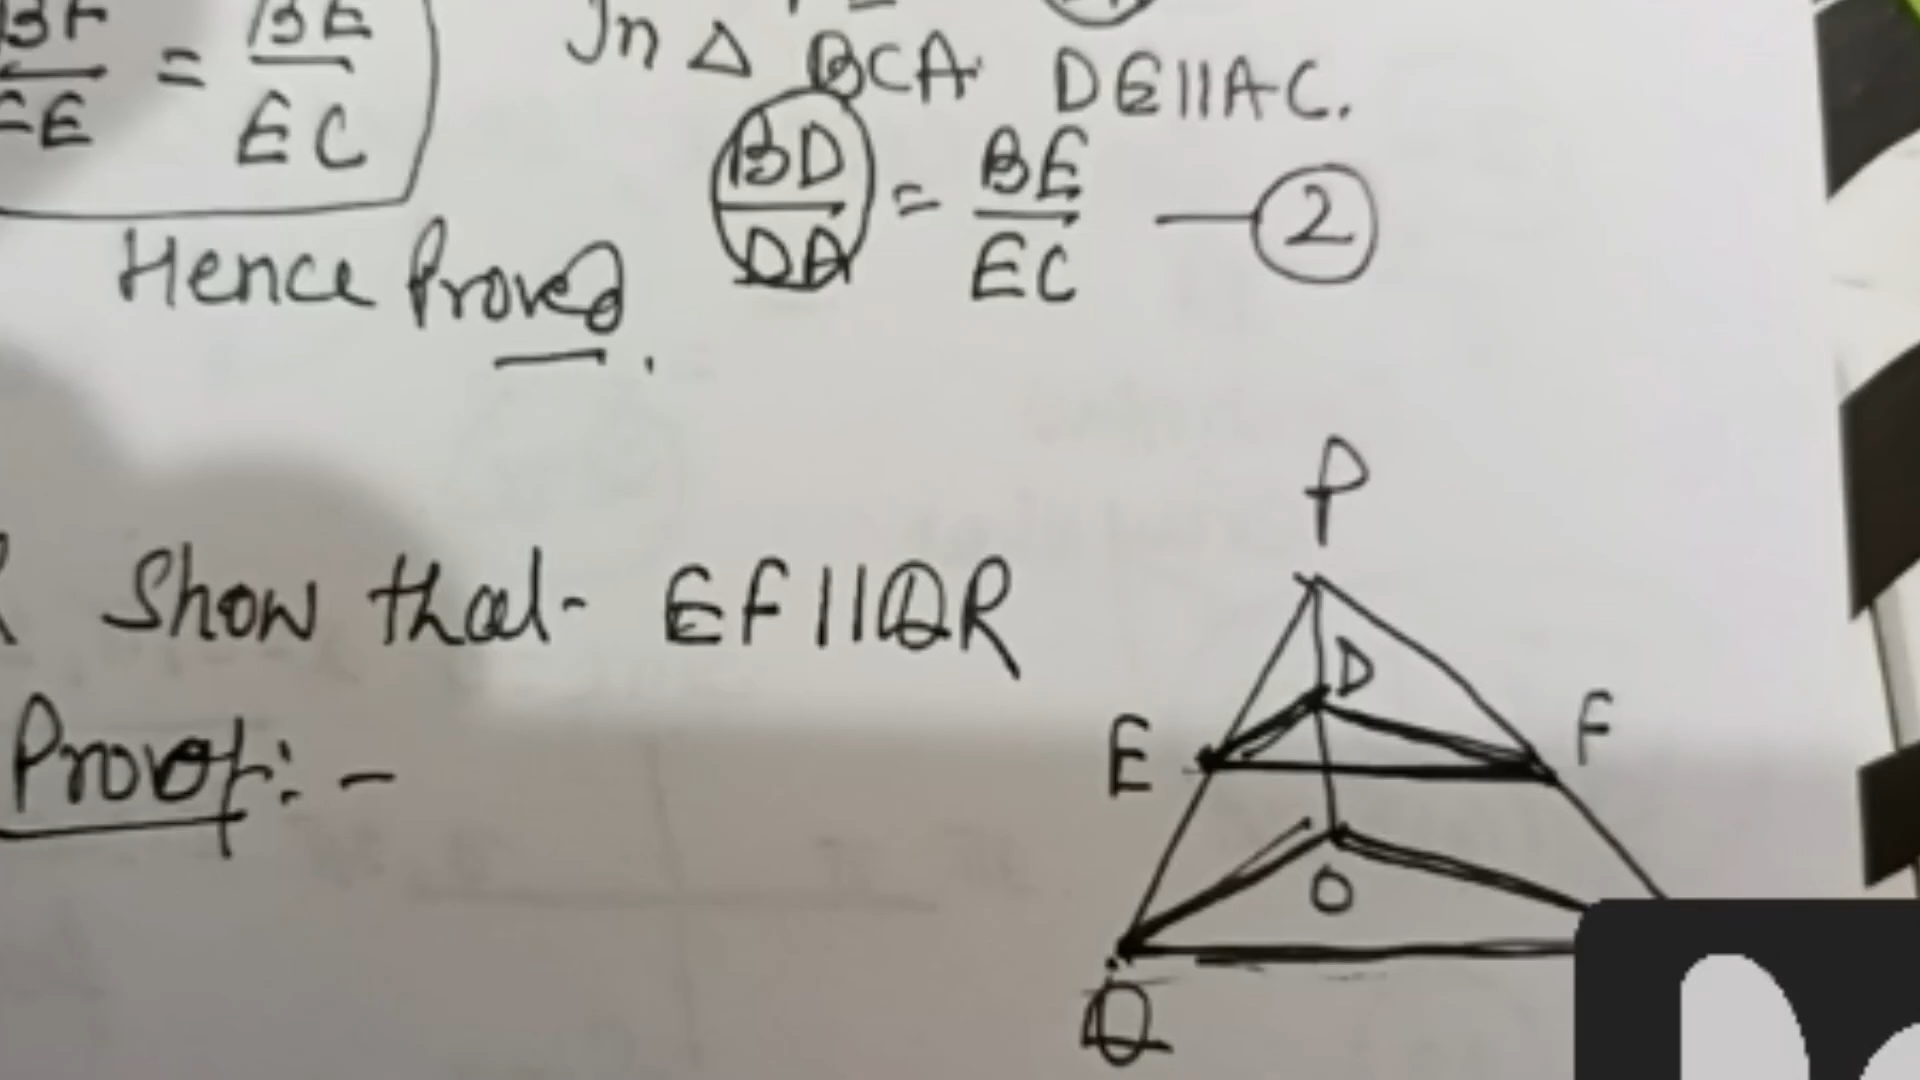 BF/EE = BE/EC
In △ BCA DE||AC.
BD/DA = BE/EC —②
Hence Proved.
Show that- EF||QR
Proof:-
P
D
E
F
O
Q